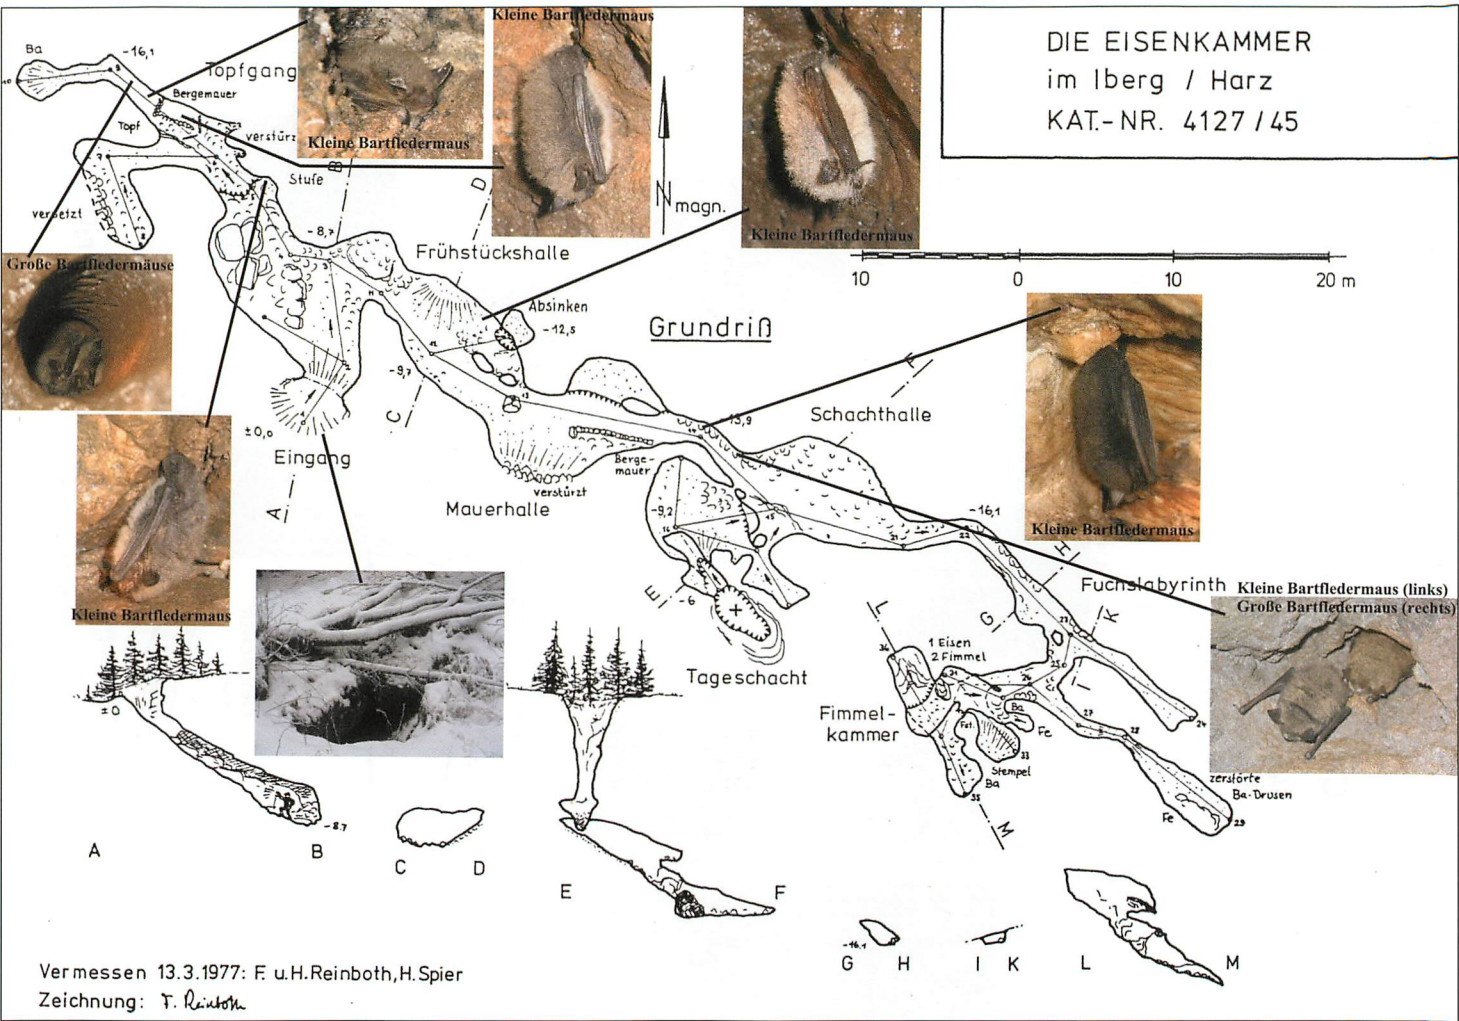 DIE EISENKAMMER
im Iberg / Harz
KAT.-NR. 4127/45
Kleine Bartfledermaus
Kleine Bartfledermaus
Kleine Bartfledermaus
Ba
-16,1
Topfgang
Bergemauer
Topf
verstürz
Stufe
B
D
N
magn.
versetzt
-8,7
Frühstückshalle
Große Bartfledermäuse
10 0 10 20 m
Absinken
-12,5
Grundriß
-9,7
C
F
Schachthalle
-13,9
±0,0
Eingang
A
Berge-
mauer
verstürzt
Mauerhalle
-9,2
-16,1
Kleine Bartfledermaus
Kleine Bartfledermaus
H
Fuchslabyrinth
Kleine Bartfledermaus (links)
Große Bartfledermaus (rechts)
E
-6
G
K
L
I
Tageschacht
1 Eisen
2 Fimmel
Fimmel-
kammer
Ba
Fe
Stempel
Ba
M
zerstörte
Ba-Drusen
Fe
±0
-8.7
A B C D E F
-16.1
G H I K L M
Vermessen 13.3.1977: F. u.H.Reinboth,H.Spier
Zeichnung: F. Reinboth